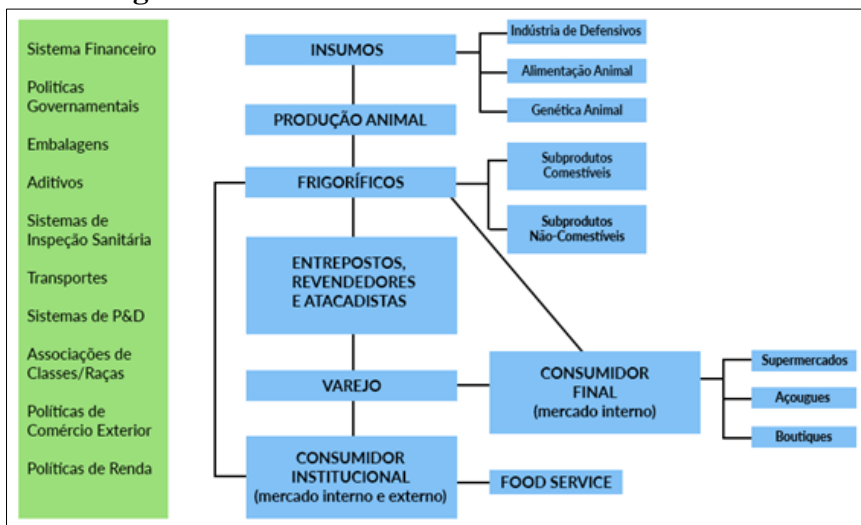 Sistema Financeiro
Politicas
Governamentais
Embalagens
Aditivos
Sistemas de
Inspeção Sanitária
Transportes
Sistemas de P&D
Associações de
Classes/Raças
Políticas de
Comércio Exterior
Políticas de Renda
INSUMOS
Indústria de Defensivos
Alimentação Animal
Genética Animal
PRODUÇÃO ANIMAL
FRIGORÍFICOS
Subprodutos
Comestíveis
Subprodutos
Não-Comestíveis
ENTREPOSTOS,
REVENDEDORES
E ATACADISTAS
VAREJO
CONSUMIDOR
FINAL
(mercado interno)
Supermercados
Açougues
Boutiques
CONSUMIDOR
INSTITUCIONAL
(mercado interno e externo)
FOOD SERVICE